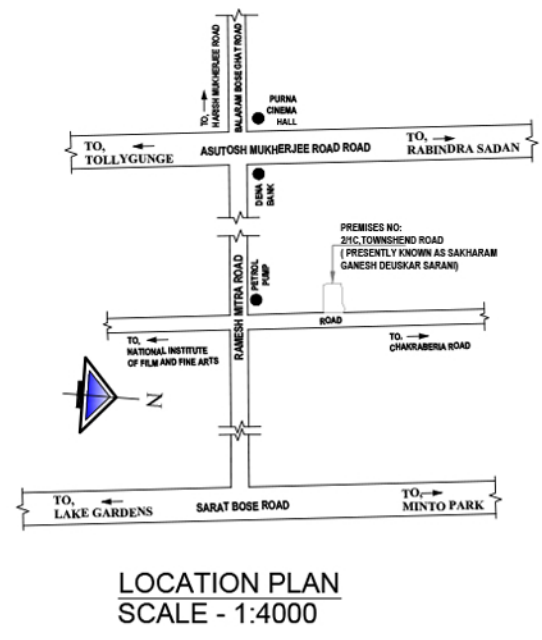 TO,
HARISH MUKHERJEE ROAD
BALARAM BOSE GHAT ROAD
PURNA
CINEMA
HALL
TO,
TOLLYGUNGE
ASUTOSH MUKHERJEE ROAD ROAD
TO,
RABINDRA SADAN
DENA
BANK
PREMISES NO:
2/1C,TOWNSHEND ROAD
( PRESENTLY KNOWN AS SAKHARAM
GANESH DEUSKAR SARANI)
RAMESH MITRA ROAD
PETROL
PUMP
ROAD
TO,
NATIONAL INSTITUTE
OF FILM AND FINE ARTS
TO.
CHAKRABERIA ROAD
N
TO,
LAKE GARDENS
SARAT BOSE ROAD
TO,
MINTO PARK
LOCATION PLAN
SCALE - 1:4000